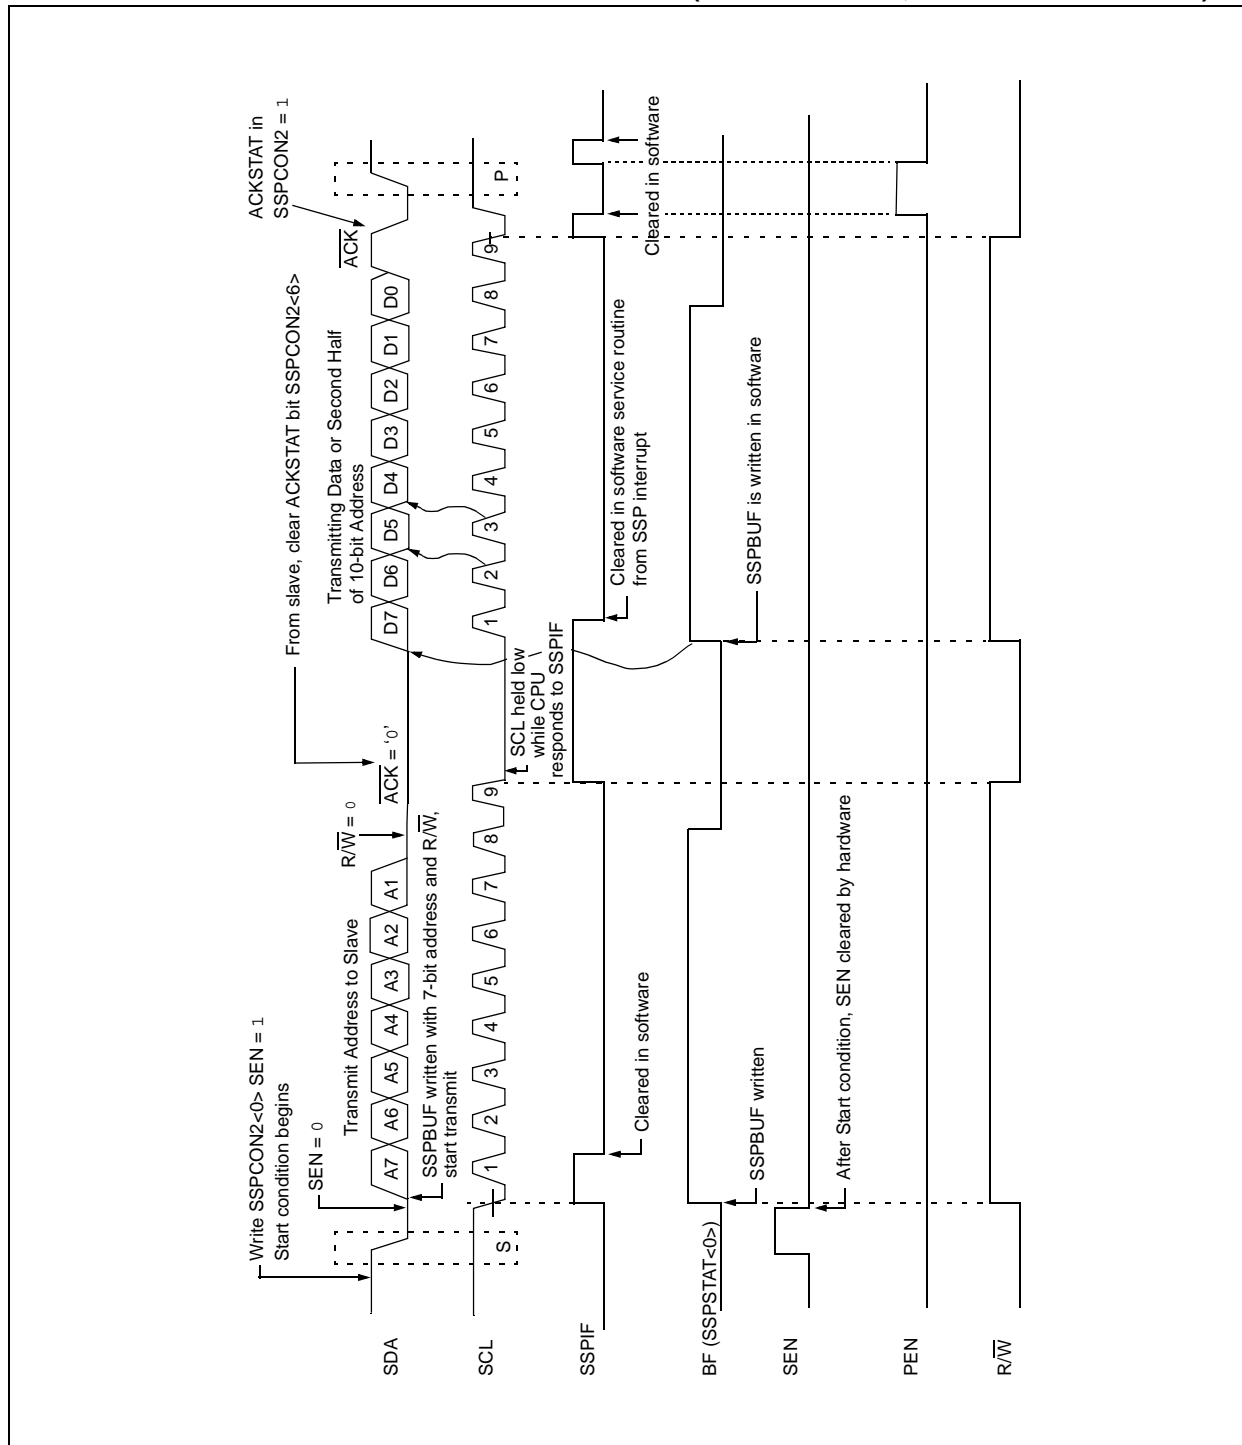 Write SSPCON2<0> SEN = 1
Start condition begins
SEN = 0
Transmit Address to Slave
R/W = 0
From slave, clear ACKSTAT bit SSPCON2<6>
ACK = '0'
Transmitting Data or Second Half
of 10-bit Address
ACK
ACKSTAT in
SSPCON2 = 1
SDA
A7 A6 A5 A4 A3 A2 A1
D7 D6 D5 D4 D3 D2 D1 D0
SSPBUF written with 7-bit address and R/W,
start transmit
SCL
S
1 2 3 4 5 6 7 8 9
1 2 3 4 5 6 7 8 9
P
SCL held low
while CPU
responds to SSPIF
SSPIF
Cleared in software
Cleared in software service routine
from SSP interrupt
Cleared in software
BF (SSPSTAT<0>)
SSPBUF written
SSPBUF is written in software
SEN
After Start condition, SEN cleared by hardware
PEN
R/W